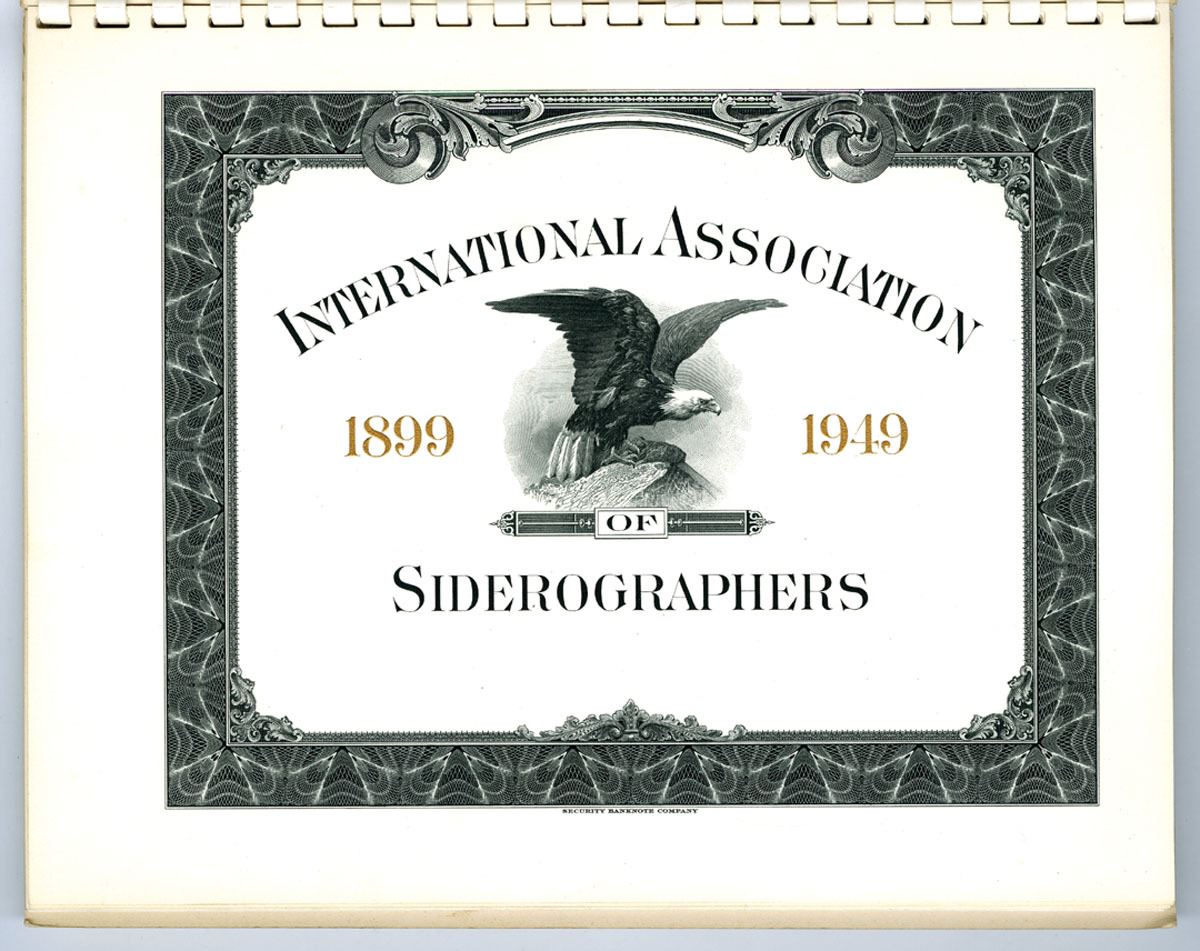 INTERNATIONAL ASSOCIATION
1899 1949
OF
SIDEROGRAPHERS
SECURITY BANKNOTE COMPANY